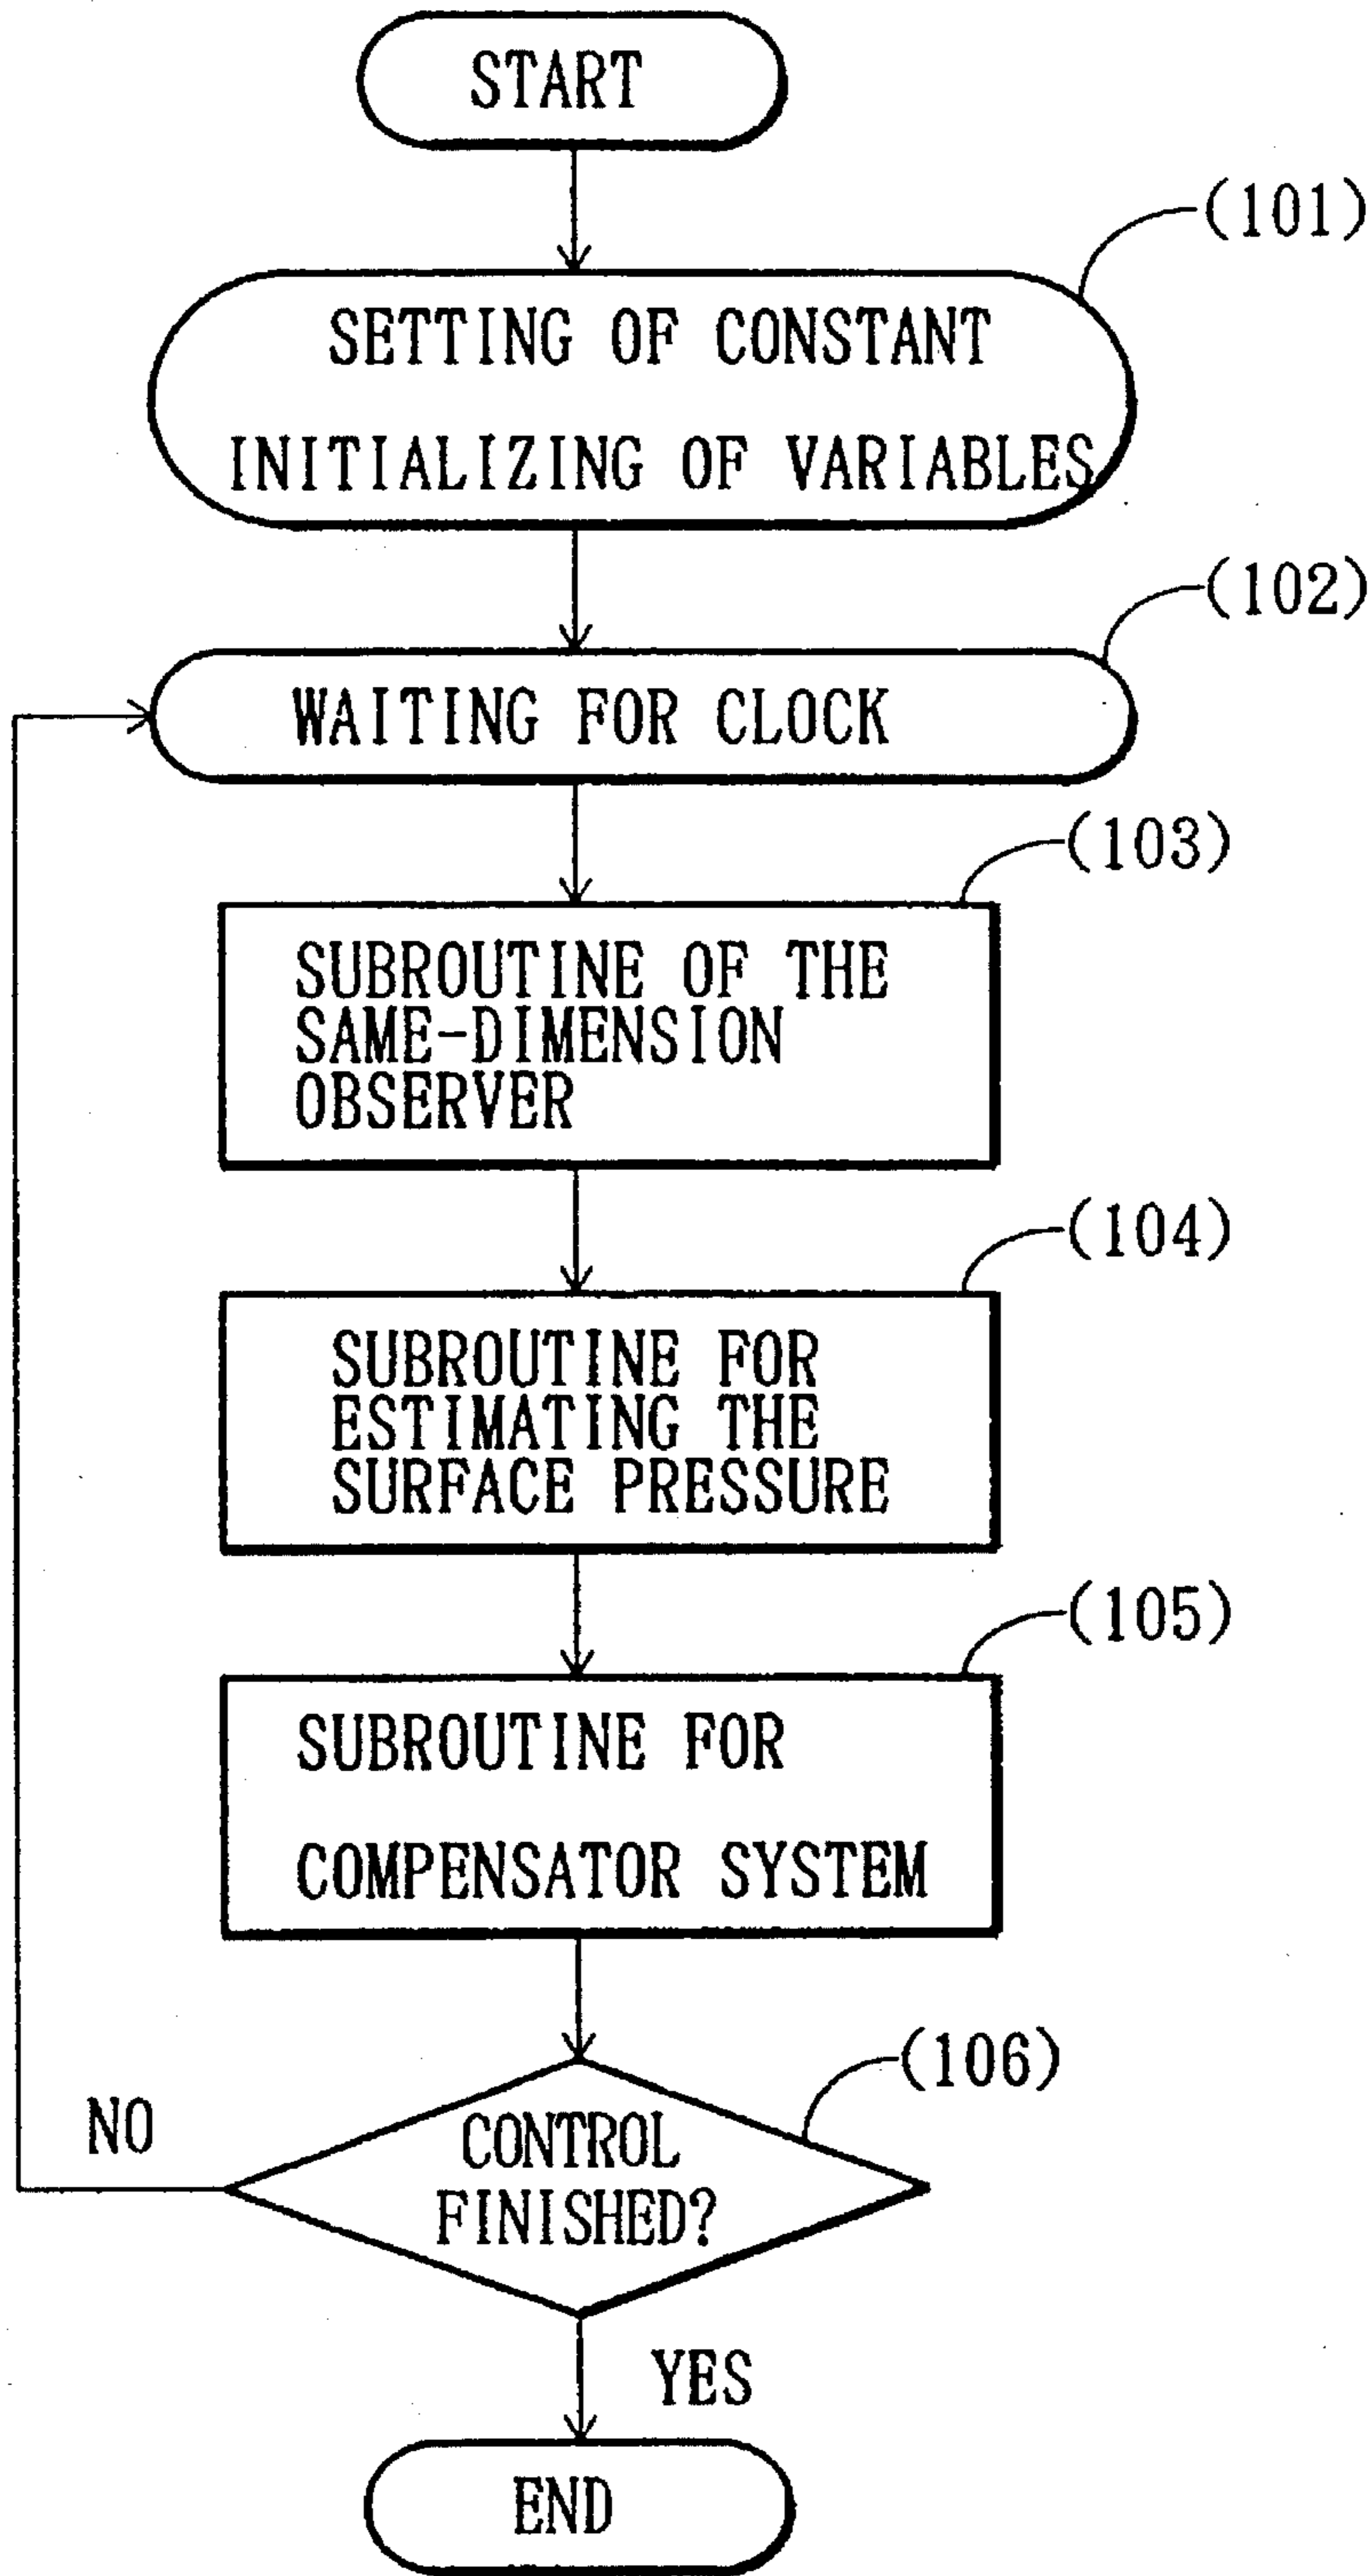 START
(101)
SETTING OF CONSTANT
INITIALIZING OF VARIABLES
(102)
WAITING FOR CLOCK
(103)
SUBROUTINE OF THE
SAME-DIMENSION
OBSERVER
(104)
SUBROUTINE FOR
ESTIMATING THE
SURFACE PRESSURE
(105)
SUBROUTINE FOR
COMPENSATOR SYSTEM
(106)
NO
CONTROL
FINISHED?
YES
END